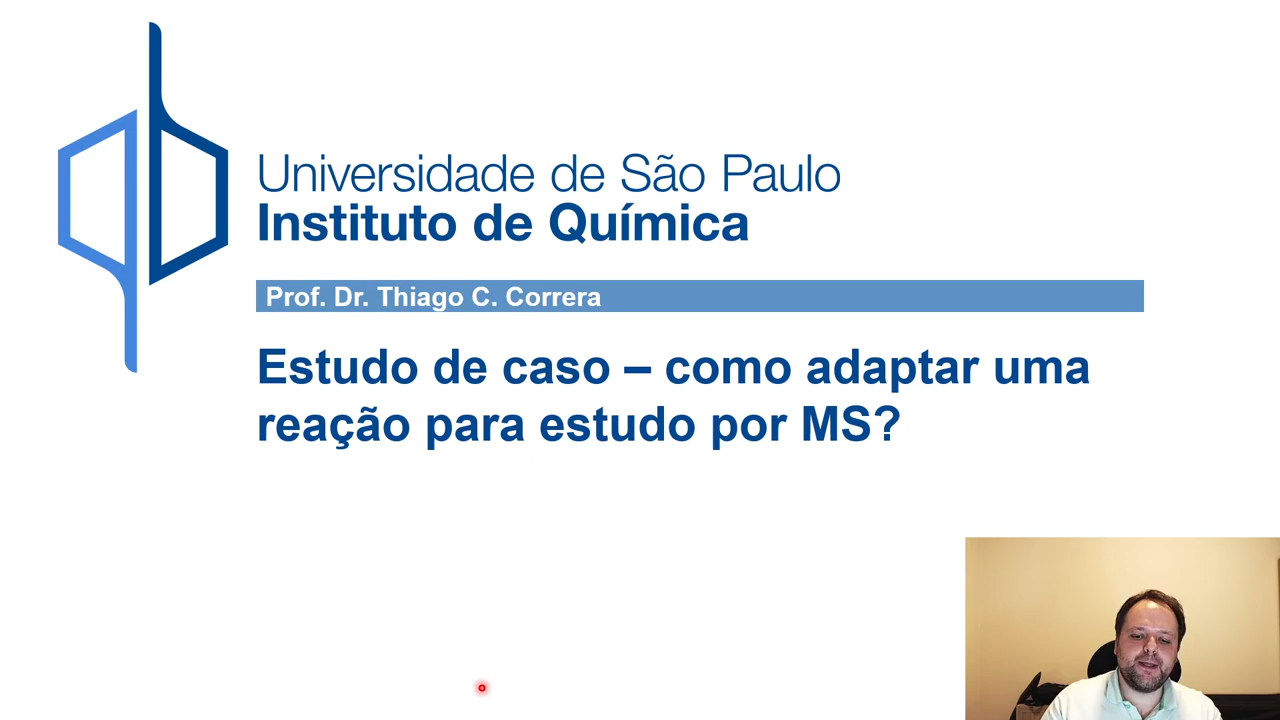 Universidade de São Paulo
Instituto de Química
Prof. Dr. Thiago C. Correra
Estudo de caso – como adaptar uma
reação para estudo por MS?